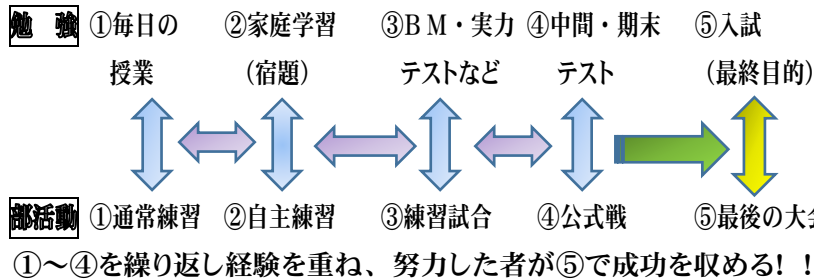 勉 強 ①毎日の ②家庭学習 ③BM・実力 ④中間・期末 ⑤入試
授業 (宿題) テストなど テスト (最終目的)
部活動 ①通常練習 ②自主練習 ③練習試合 ④公式戦 ⑤最後の大会
①～④を繰り返し経験を重ね、努力した者が⑤で成功を収める!!